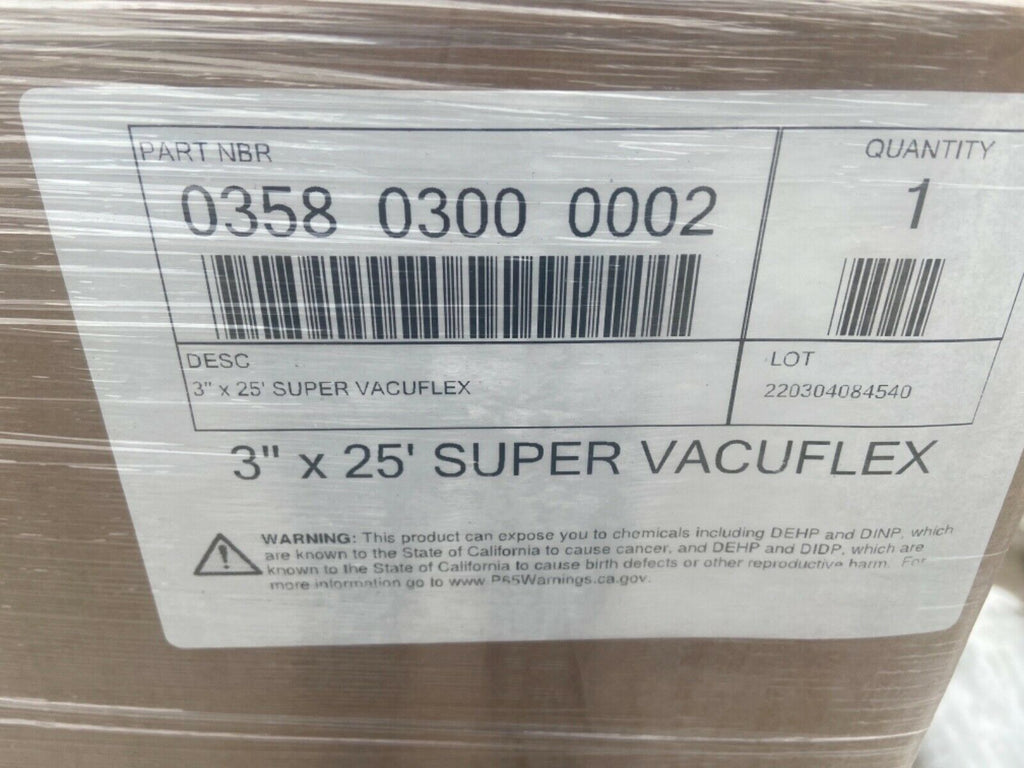 PART NBR
QUANTITY
0358 0300 0002
1
DESC
3" x 25' SUPER VACUFLEX
LOT
220304084540
3" x 25' SUPER VACUFLEX
WARNING: This product can expose you to chemicals including DEHP and DINP, which
are known to the State of California to cause cancer, and DEHP and DIDP, which are
known to the State of California to cause birth defects or other reproductive harm. For
more information go to www.P65Warnings.ca.gov.